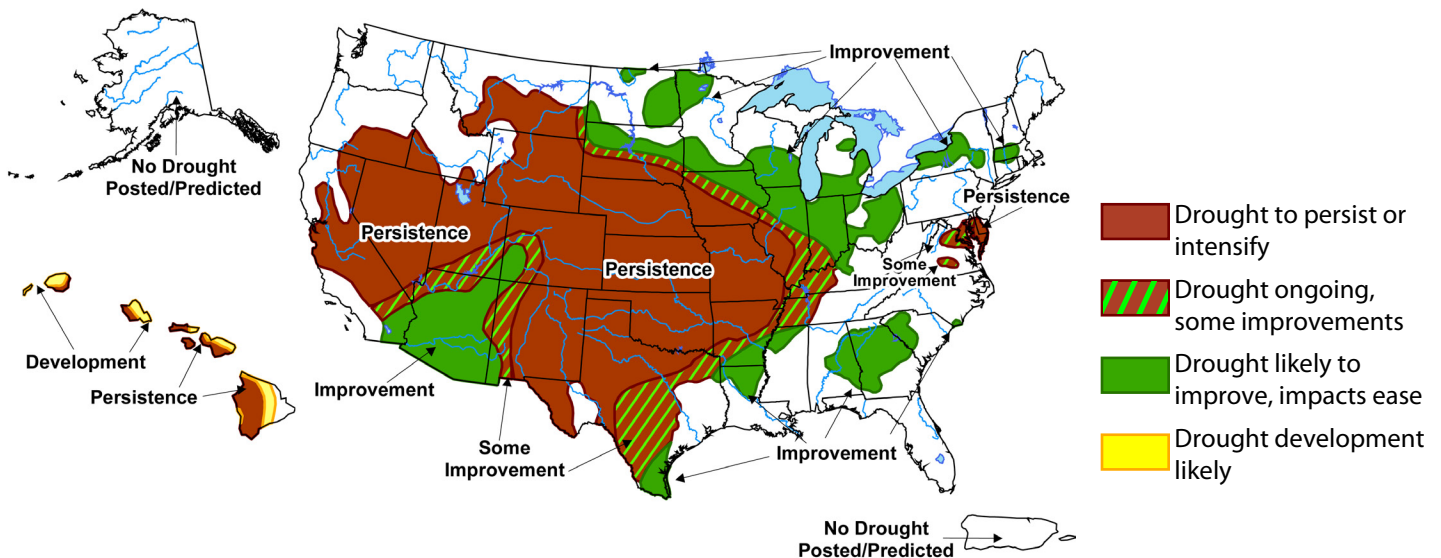 Improvement
No Drought
Posted/Predicted
Persistence
Drought to persist or
intensify
Persistence
Persistence
Some
Improvement
Drought ongoing,
some improvements
Development
Persistence
Improvement
Drought likely to
improve, impacts ease
Some
Improvement
Improvement
Drought development
likely
No Drought
Posted/Predicted